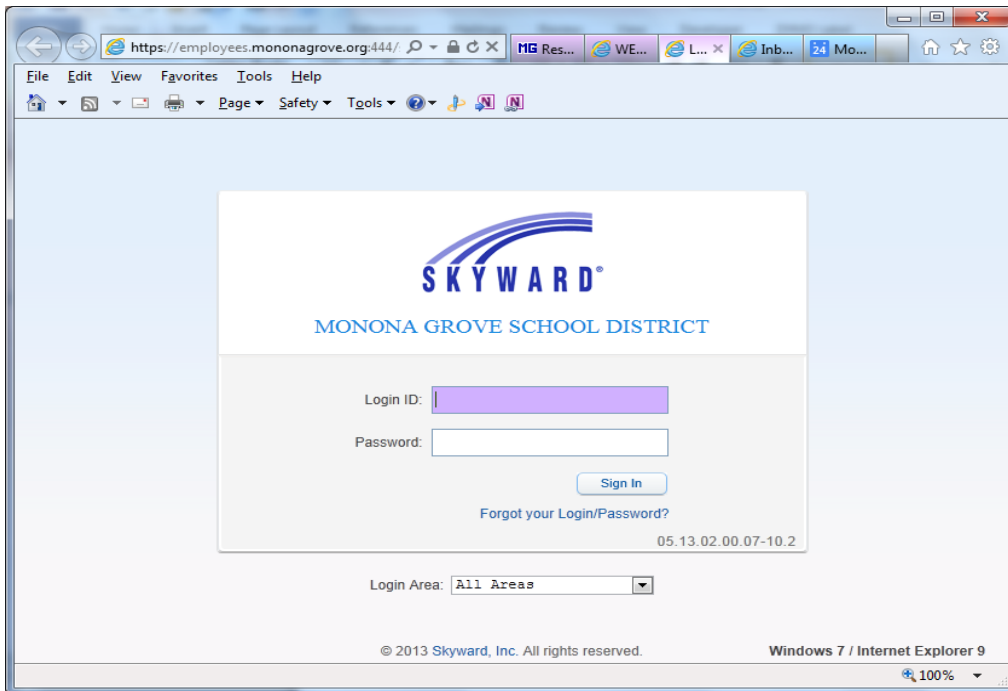 https://employees.mononagrove.org:444/
MG Res...
WE...
L...
Inb...
24 Mo...
File Edit View Favorites Tools Help
Page Safety Tools
SKYWARD®
MONONA GROVE SCHOOL DISTRICT
Login ID:
Password:
Sign In
Forgot your Login/Password?
05.13.02.00.07-10.2
Login Area: All Areas
© 2013 Skyward, Inc. All rights reserved.
Windows 7 / Internet Explorer 9
100%